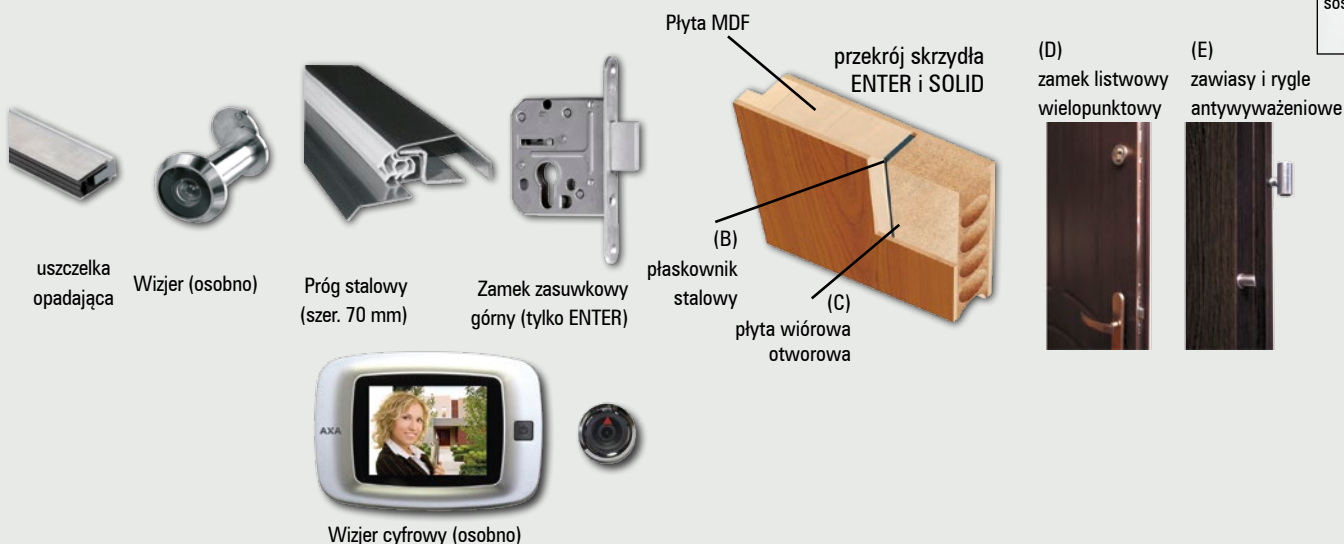 uszczelka
opadająca
Wizjer (osobno)
Próg stalowy
(szer. 70 mm)
Zamek zasuwkowy
górny (tylko ENTER)
Płyta MDF
przekrój skrzydła
ENTER i SOLID
(B)
płaskownik
stalowy
(C)
płyta wiórowa
otworowa
(D)
zamek listwowy
wielopunktowy
(E)
zawiasy i rygle
antywyważeniowe
AXA
Wizjer cyfrowy (osobno)